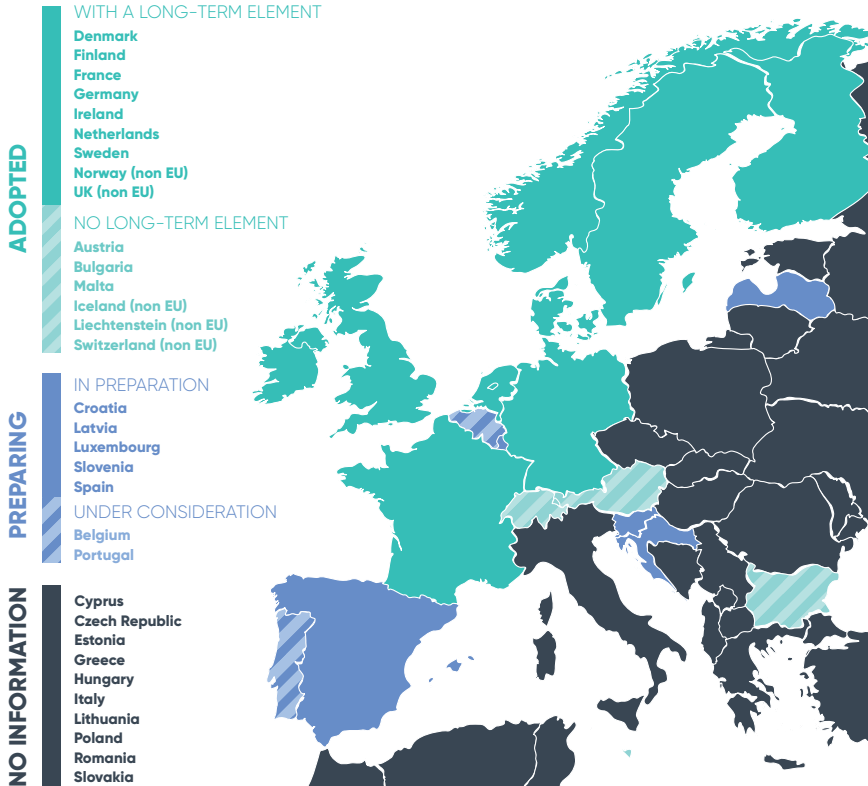 ADOPTED
WITH A LONG-TERM ELEMENT
Denmark
Finland
France
Germany
Ireland
Netherlands
Sweden
Norway (non EU)
UK (non EU)
NO LONG-TERM ELEMENT
Austria
Bulgaria
Malta
Iceland (non EU)
Liechtenstein (non EU)
Switzerland (non EU)
PREPARING
IN PREPARATION
Croatia
Latvia
Luxembourg
Slovenia
Spain
UNDER CONSIDERATION
Belgium
Portugal
NO INFORMATION
Cyprus
Czech Republic
Estonia
Greece
Hungary
Italy
Lithuania
Poland
Romania
Slovakia